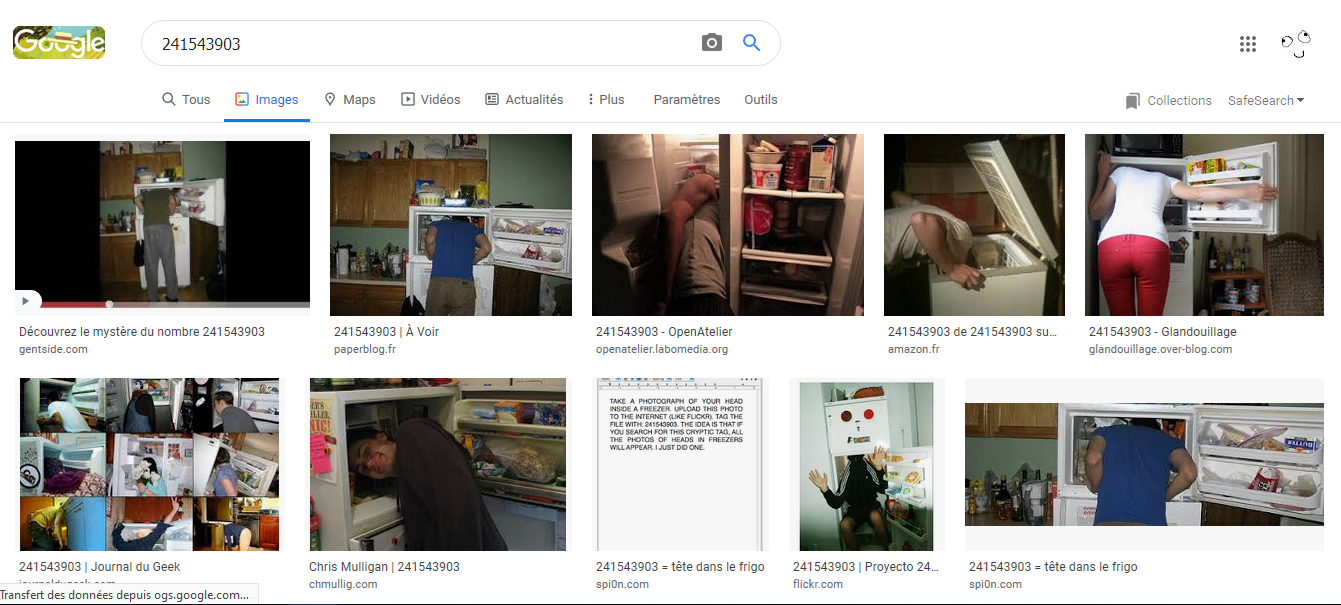 Google
241543903
Tous
Images
Maps
Vidéos
Actualités
Plus
Paramètres
Outils
Collections
SafeSearch
Découvrez le mystère du nombre 241543903
gentside.com
241543903 | À Voir
paperblog.fr
241543903 - OpenAtelier
openatelier.labomedia.org
241543903 de 241543903 su...
amazon.fr
241543903 - Glandouillage
glandouillage.over-blog.com
TAKE A PHOTOGRAPH OF YOUR HEAD
INSIDE A FREEZER. UPLOAD THIS PHOTO
TO THE INTERNET (LIKE FLICKR). TAG THE
FILE WITH: 241543903. THE IDEA IS THAT IF
YOU SEARCH FOR THIS CRYPTIC TAG, ALL
THE PHOTOS OF HEADS IN FREEZERS
WILL APPEAR. I JUST DID ONE.
BUTTER
241543903 | Journal du Geek
Chris Mulligan | 241543903
chmullig.com
241543903 = tête dans le frigo
spi0n.com
241543903 | Proyecto 24...
flickr.com
241543903 = tête dans le frigo
spi0n.com
Transfert des données depuis ogs.google.com...